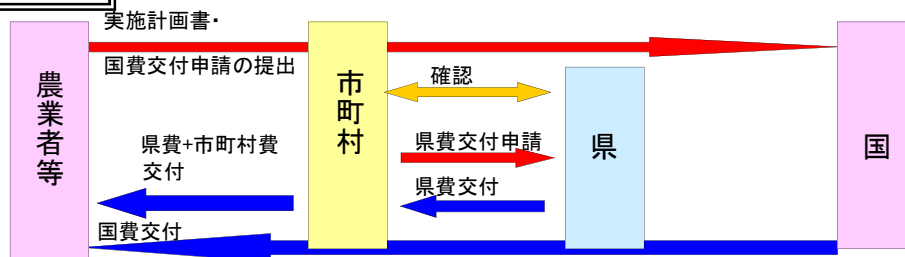 実施計画書・
国費交付申請の提出
農業者等
市町村
確認
県費+市町村費
交付
県費交付申請
県費交付
県
国
国費交付